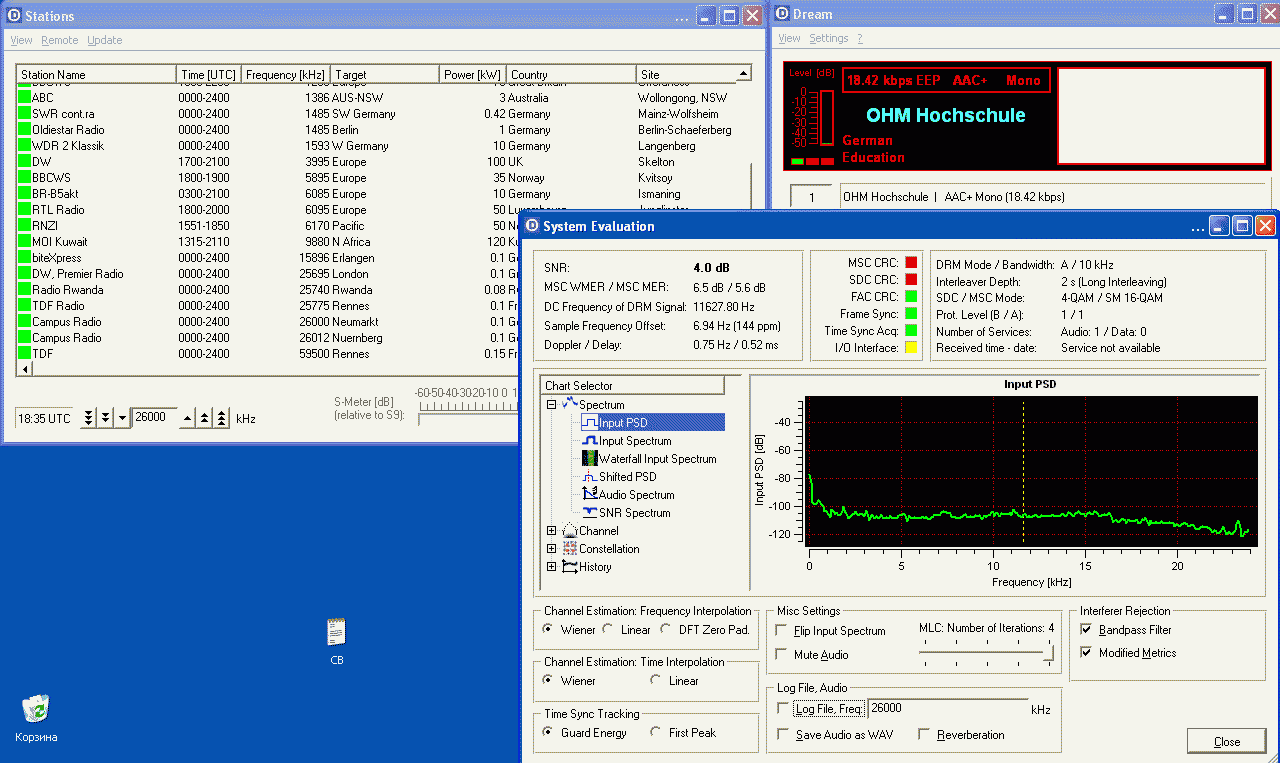 Stations
...
View Remote Update
Station Name Time [UTC] Frequency [kHz] Target Power [kW] Country Site
ABC 0000-2400 1386 AUS-NSW 3 Australia Wollongong, NSW
SWR cont.ra 0000-2400 1485 SW Germany 0.42 Germany Mainz-Wolfsheim
Oldiestar Radio 0000-2400 1485 Berlin 1 Germany Berlin-Schaeferberg
WDR 2 Klassik 0000-2400 1593 W Germany 10 Germany Langenberg
DW 1700-2100 3995 Europe 100 UK Skelton
BBCWS 5895 Europe 35 Norway Kvitsoy
BR-B5akt 0300-2100 6085 Europe 10 Germany Ismaning
RTL Radio 1800-2000 6095 Europe 50
RNZI 1551-1850 6170 Pacific 50
MOI Kuwait 1315-2110 9880 N Africa 120
biteXpress 0000-2400 15896 Erlangen 0.1
DW, Premier Radio 0000-2400 25695 London 0.1
Radio Rwanda 0000-2400 25740 Rwanda 0.08
TDF Radio 0000-2400 25775 Rennes 0.1
Campus Radio 0000-2400 26000 Neumarkt 0.1
Campus Radio 0000-2400 26012 Nuernberg 0.1
TDF 0000-2400 59500 Rennes 0.15
18:35 UTC 26000 kHz
S-Meter [dB]
(relative to S9):
-60-50-40-30-20-10 0
Dream
View Settings ?
Level [dB]
0
-10
-20
-30
-40
-50
18.42 kbps EEP AAC+ Mono
OHM Hochschule
German
Education
1 OHM Hochschule | AAC+ Mono (18.42 kbps)
System Evaluation
...
SNR: 4.0 dB
MSC WMER / MSC MER: 6.5 dB / 5.6 dB
DC Frequency of DRM Signal: 11627.80 Hz
Sample Frequency Offset: 6.94 Hz (144 ppm)
Doppler / Delay: 0.75 Hz / 0.52 ms
MSC CRC:
SDC CRC:
FAC CRC:
Frame Sync:
Time Sync Acq:
I/O Interface:
DRM Mode / Bandwidth: A / 10 kHz
Interleaver Depth: 2 s (Long Interleaving)
SDC / MSC Mode: 4-QAM / SM 16-QAM
Prot. Level (B / A): 1 / 1
Number of Services: Audio: 1 / Data: 0
Received time - date: Service not available
Chart Selector
Spectrum
Input PSD
Input Spectrum
Waterfall Input Spectrum
Shifted PSD
Audio Spectrum
SNR Spectrum
Channel
Constellation
History
Input PSD
Input PSD [dB]
-40
-60
-80
-100
-120
0 5 10 15 20
Frequency [kHz]
Channel Estimation: Frequency Interpolation
Wiener Linear DFT Zero Pad.
Channel Estimation: Time Interpolation
Wiener Linear
Time Sync Tracking
Guard Energy First Peak
Misc Settings
Flip Input Spectrum
Mute Audio
MLC: Number of Iterations: 4
Log File, Audio
Log File, Freq: 26000 kHz
Save Audio as WAV Reverberation
Interferer Rejection
Bandpass Filter
Modified Metrics
Close
CB
Корзина